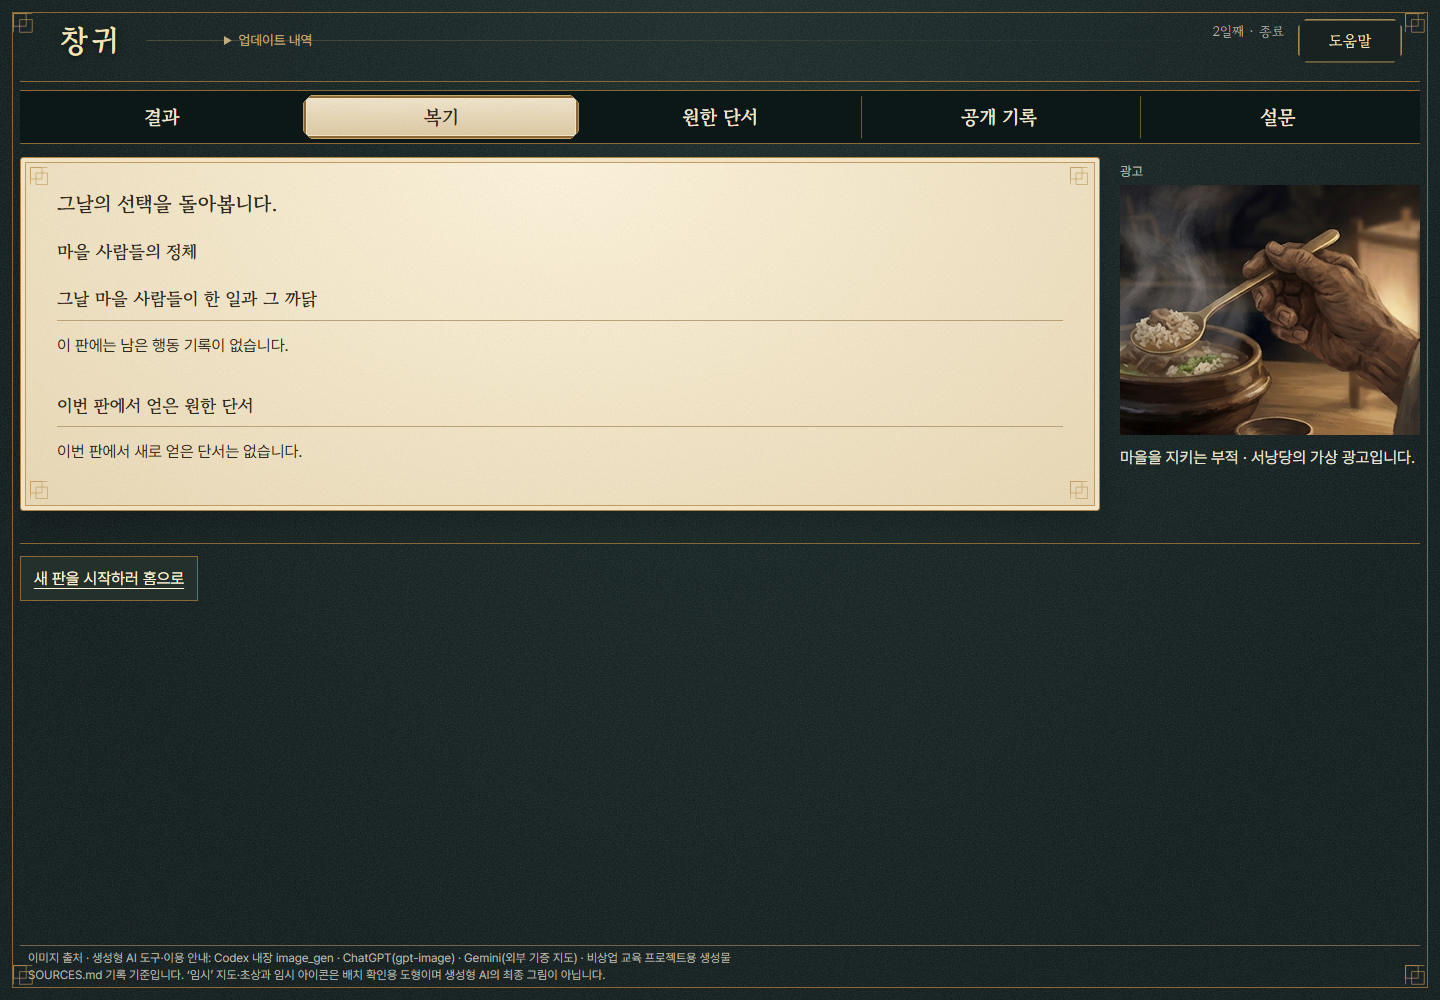 창귀
▶ 업데이트 내역
2일째 · 종료
도움말
결과
복기
원한 단서
공개 기록
설문
그날의 선택을 돌아봅니다.
마을 사람들의 정체
그날 마을 사람들이 한 일과 그 까닭
이 판에는 남은 행동 기록이 없습니다.
이번 판에서 얻은 원한 단서
이번 판에서 새로 얻은 단서는 없습니다.
광고
마을을 지키는 부적 · 서낭당의 가상 광고입니다.
새 판을 시작하러 홈으로
이미지 출처 · 생성형 AI 도구·이용 안내: Codex 내장 image_gen · ChatGPT(gpt-image) · Gemini(외부 기증 지도) · 비상업 교육 프로젝트용 생성물
SOURCES.md 기록 기준입니다. ‘임시’ 지도·초상과 임시 아이콘은 배치 확인용 도형이며 생성형 AI의 최종 그림이 아닙니다.